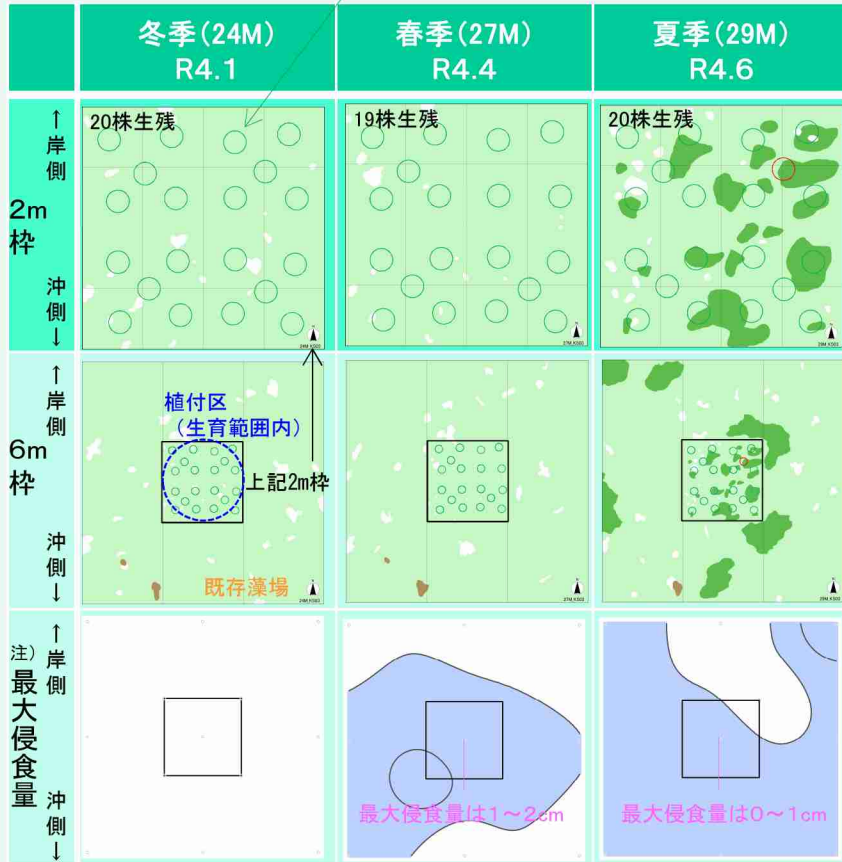 冬季(24M)
R4.1
春季(27M)
R4.4
夏季(29M)
R4.6
↑岸側
2m枠
沖側↓
20株生残
19株生残
20株生残
↑岸側
6m枠
沖側↓
植付区
(生育範囲内)
上記2m枠
既存藻場
↑岸側
注)最大侵食量
沖側↓
最大侵食量は1~2cm
最大侵食量は0~1cm